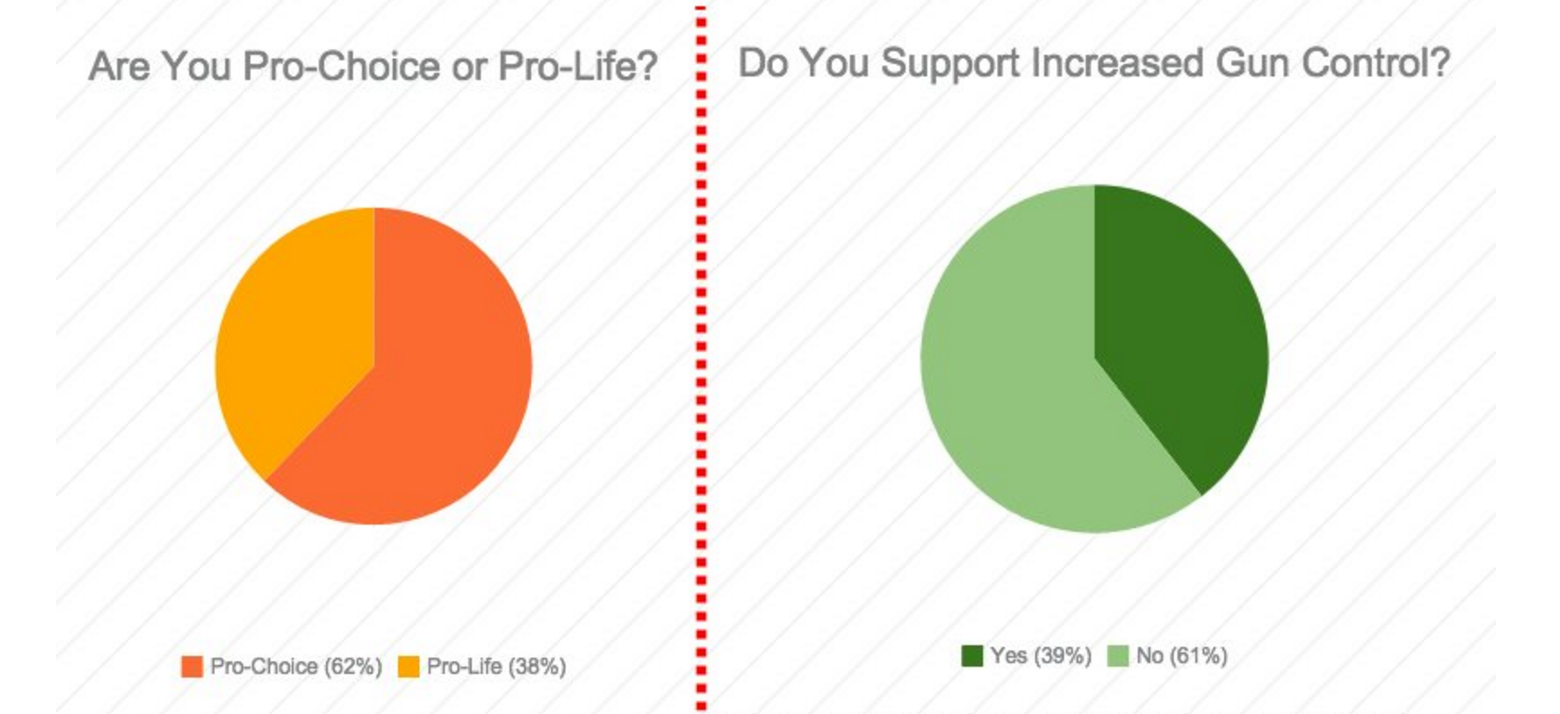 Are You Pro-Choice or Pro-Life?
Pro-Choice (62%) Pro-Life (38%)
Do You Support Increased Gun Control?
Yes (39%) No (61%)